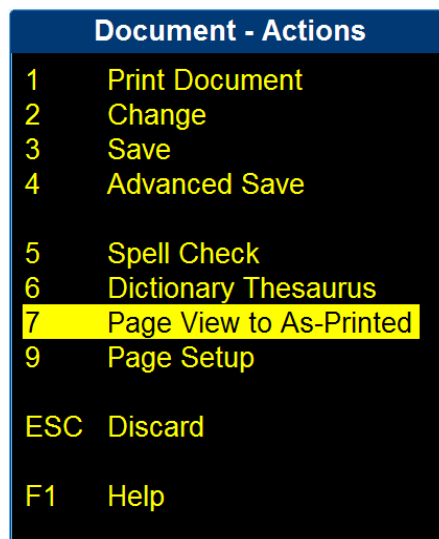 Document - Actions
1 Print Document
2 Change
3 Save
4 Advanced Save
5 Spell Check
6 Dictionary Thesaurus
7 Page View to As-Printed
9 Page Setup
ESC Discard
F1 Help